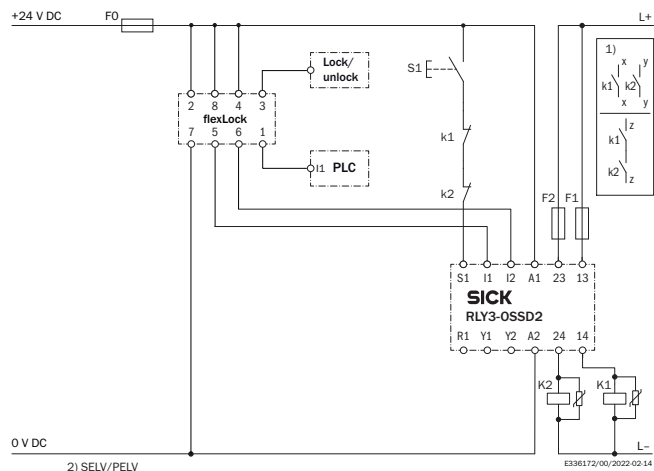 +24 V DC
F0
L+
Lock/
unlock
S1
1)
x y
k1 k2
x y
z
k1
k2
z
2 8 4 3
flexLock
7 5 6 1
I1 PLC
k1
k2
F2 F1
S1 I1 I2 A1 23 13
SICK
RLY3-OSSD2
R1 Y1 Y2 A2 24 14
K2 K1
0 V DC
L–
2) SELV/PELV
E336172/00/2022-02-14